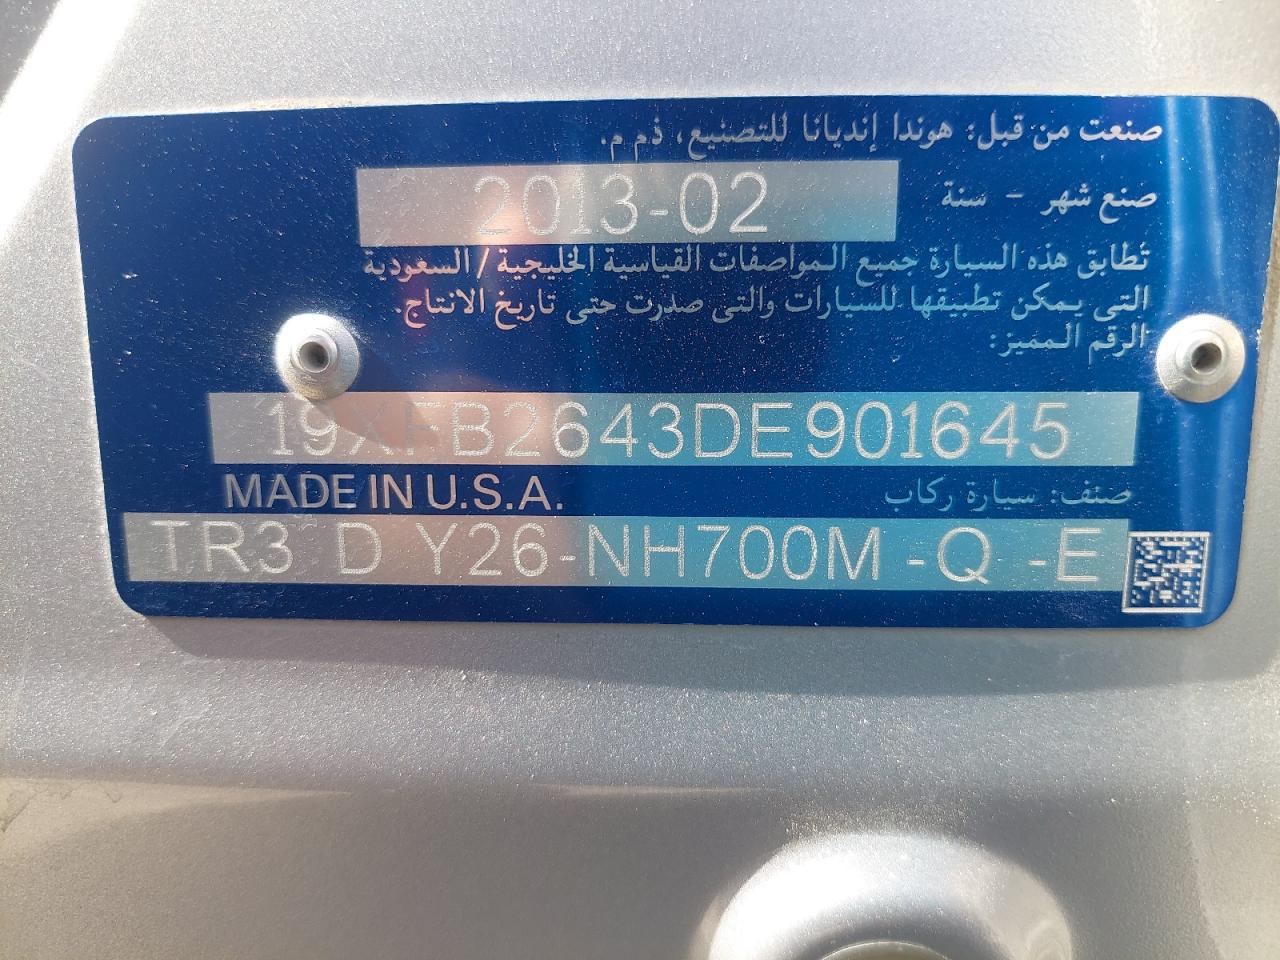 صنعت من قبل: هوندا إنديانا للتصنيع، ذم م.
صنع شهر - سنة 2013-02
تُطابق هذه السيارة جميع المواصفات القياسية الخليجية / السعودية
التى يمكن تطبيقها للسيارات والتى صدرت حتى تاريخ الانتاج.
الرقم المميز:
19XFB2643DE901645
MADE IN U.S.A. صنف: سيارة ركاب
TR3 D Y26-NH700M -Q -E